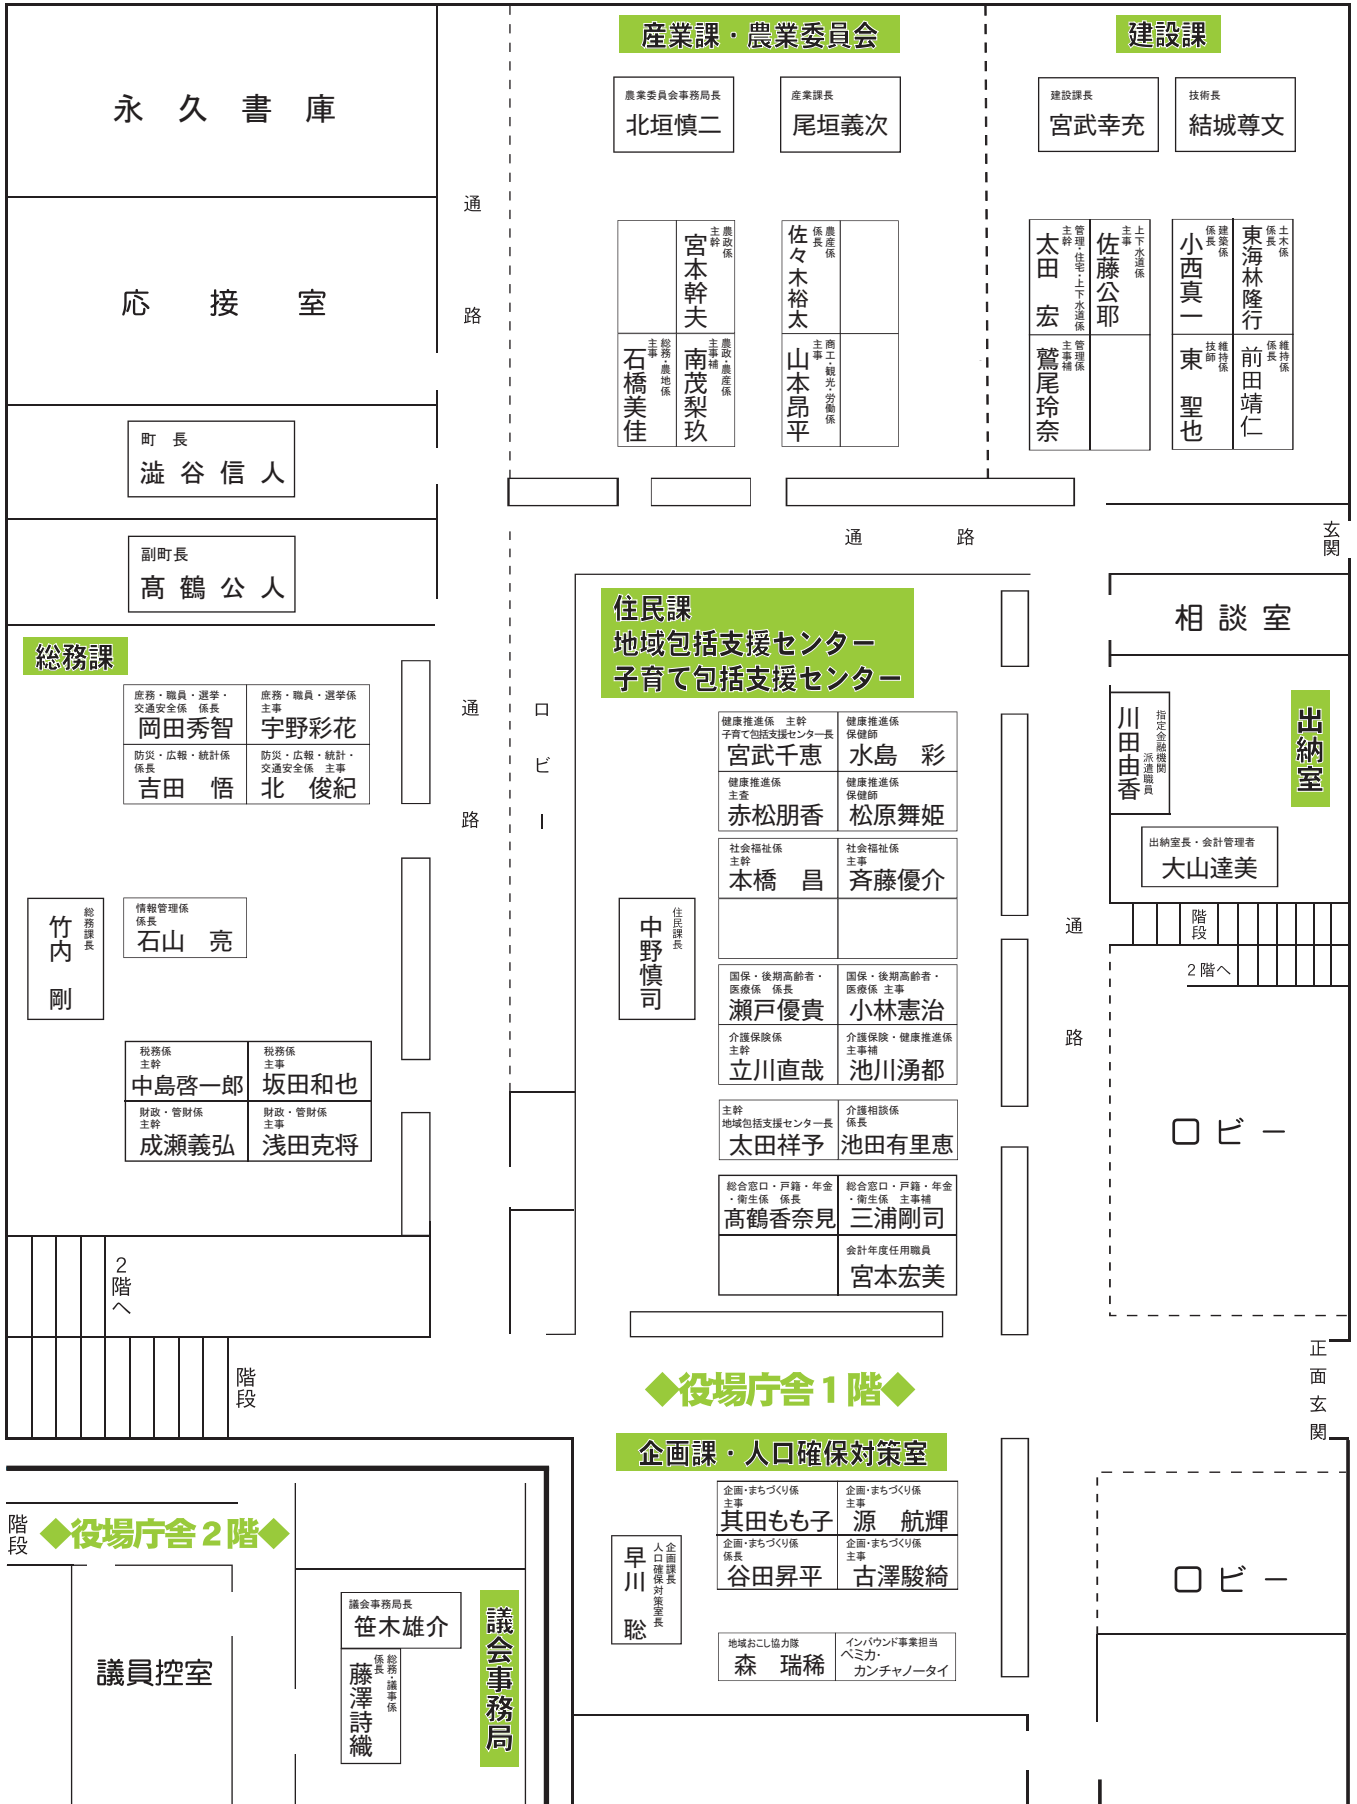 産業課・農業委員会
建設課
永久書庫
農業委員会事務局長
北垣慎二
産業課長
尾垣義次
建設課長
宮武幸充
技術長
結城尊文
通路
応接室
農政係
主幹
宮本幹夫
総務・農地係
主事
石橋美佳
農政・農産係
主事補
南茂梨玖
農産係
係長
佐々木裕太
商工・観光・労働係
主事
山本昂平
管理・住宅・上下水道係
主幹
太田　宏
上下水道係
主事
佐藤公耶
管理係
主事補
鷲尾玲奈
建築係
係長
小西真一
土木係
係長
東海林隆行
維持係
技師
東　聖也
維持係
係長
前田靖仁
町　長
澁谷信人
副町長
髙鶴公人
通路
玄関
相談室
総務課
庶務・職員・選挙・
交通安全係　係長
岡田秀智
庶務・職員・選挙係
主事
宇野彩花
防災・広報・統計係
係長
吉田　悟
防災・広報・統計・
交通安全係　主事
北　俊紀
総務課長
竹内　剛
情報管理係
係長
石山　亮
税務係
主幹
中島啓一郎
税務係
主事
坂田和也
財政・管財係
主幹
成瀬義弘
財政・管財係
主事
浅田克将
通路
ロビー
住民課
地域包括支援センター
子育て包括支援センター
健康推進係　主幹
子育て包括支援センター長
宮武千恵
健康推進係
保健師
水島　彩
健康推進係
主査
赤松朋香
健康推進係
保健師
松原舞姫
社会福祉係
主幹
本橋　昌
社会福祉係
主事
斉藤優介
住民課長
中野慎司
国保・後期高齢者・
医療係　係長
瀬戸優貴
国保・後期高齢者・
医療係 主事
小林憲治
介護保険係
主幹
立川直哉
介護保険・健康推進係
主事補
池川湧都
主幹
地域包括支援センター長
太田祥予
介護相談係
係長
池田有里恵
総合窓口・戸籍・年金
・衛生係　係長
髙鶴香奈見
総合窓口・戸籍・年金
・衛生係　主事補
三浦剛司
会計年度任用職員
宮本宏美
通路
出納室
指定金融機関
派遣職員
川田由香
出納室長・会計管理者
大山達美
階段
2階へ
ロビー
2階へ
階段
正面玄関
◆役場庁舎1階◆
企画課・人口確保対策室
企画・まちづくり係
主事
其田もも子
企画・まちづくり係
主事
源　航輝
企画・まちづくり係
係長
谷田昇平
企画・まちづくり係
主事
古澤駿綺
企画課長
人口確保対策室長
早川　聡
地域おこし協力隊
森　瑞稀
インバウンド事業担当
ペミカ・
カンチャノータイ
ロビー
階段
◆役場庁舎2階◆
議員控室
議会事務局長
笹木雄介
総務・議事係
係長
藤澤詩織
議会事務局